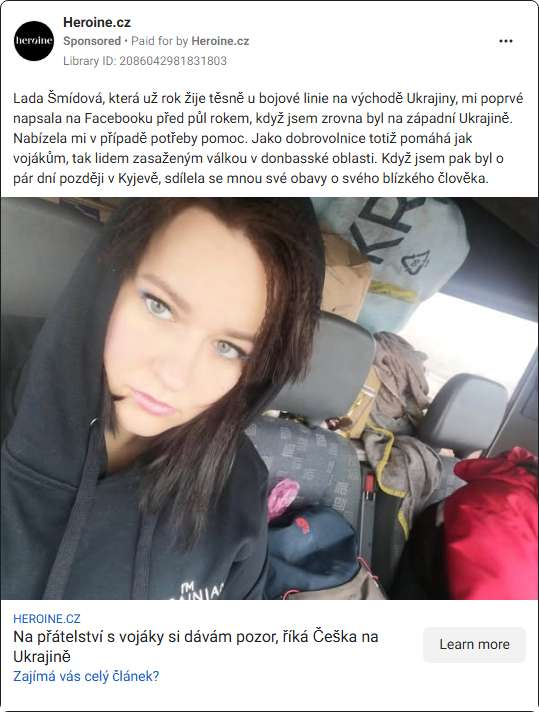 heroine
Heroine.cz
Sponsored • Paid for by Heroine.cz
Library ID: 2086042981831803
Lada Šmídová, která už rok žije těsně u bojové linie na východě Ukrajiny, mi poprvé
napsala na Facebooku před půl rokem, když jsem zrovna byl na západní Ukrajině.
Nabízela mi v případě potřeby pomoc. Jako dobrovolnice totiž pomáhá jak
vojákům, tak lidem zasaženým válkou v donbasské oblasti. Když jsem pak byl o
pár dní později v Kyjevě, sdílela se mnou své obavy o svého blízkého člověka.
KR
I'M
HEROINE.CZ
Na přátelství s vojáky si dávám pozor, říká Češka na
Ukrajině
Zajímá vás celý článek?
Learn more